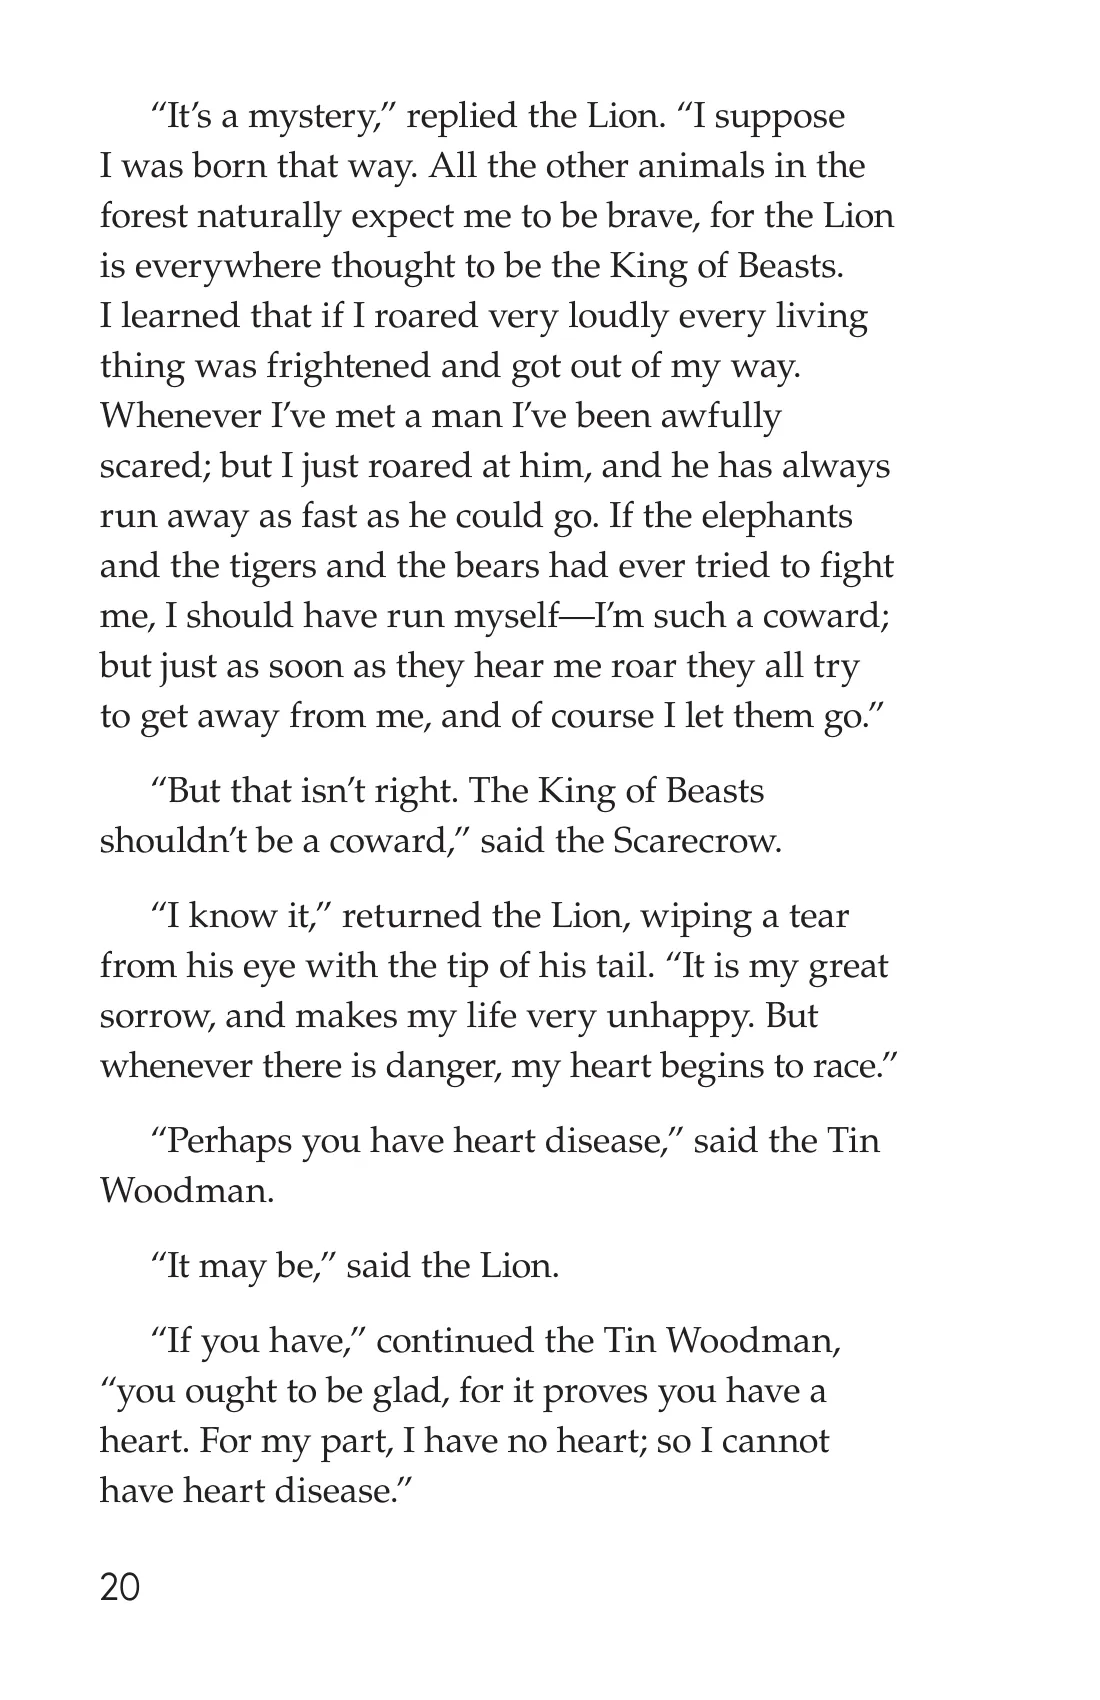 “It’s a mystery,” replied the Lion. “I suppose
I was born that way. All the other animals in the
forest naturally expect me to be brave, for the Lion
is everywhere thought to be the King of Beasts.
I learned that if I roared very loudly every living
thing was frightened and got out of my way.
Whenever I’ve met a man I’ve been awfully
scared; but I just roared at him, and he has always
run away as fast as he could go. If the elephants
and the tigers and the bears had ever tried to fight
me, I should have run myself—I’m such a coward;
but just as soon as they hear me roar they all try
to get away from me, and of course I let them go.”
“But that isn’t right. The King of Beasts
shouldn’t be a coward,” said the Scarecrow.
“I know it,” returned the Lion, wiping a tear
from his eye with the tip of his tail. “It is my great
sorrow, and makes my life very unhappy. But
whenever there is danger, my heart begins to race.”
“Perhaps you have heart disease,” said the Tin
Woodman.
“It may be,” said the Lion.
“If you have,” continued the Tin Woodman,
“you ought to be glad, for it proves you have a
heart. For my part, I have no heart; so I cannot
have heart disease.”
20